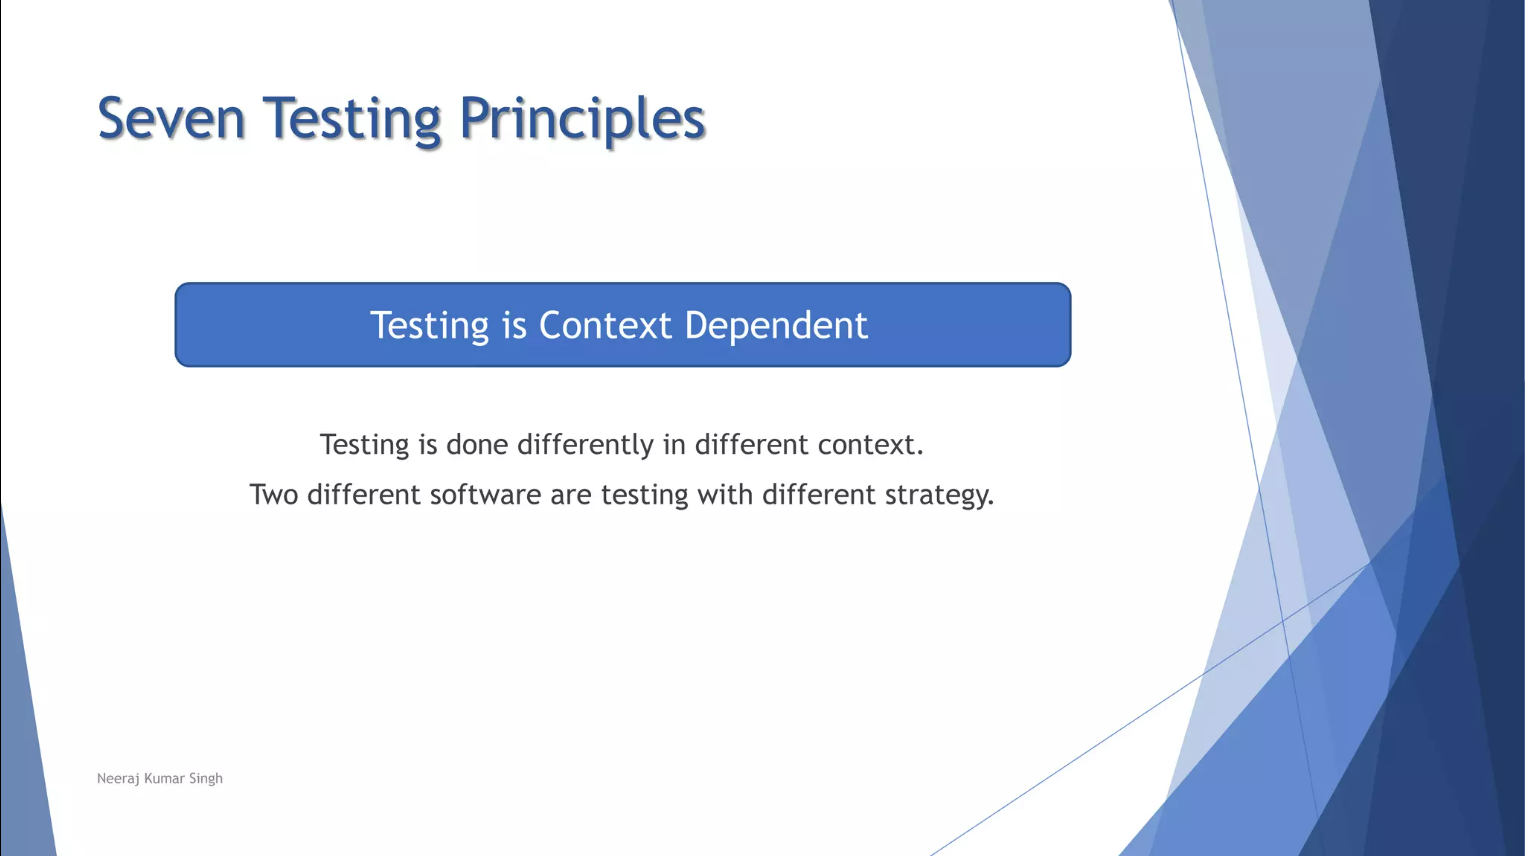 Seven Testing Principles
Testing is Context Dependent
Testing is done differently in different context.
Two different software are testing with different strategy.
Neeraj Kumar Singh